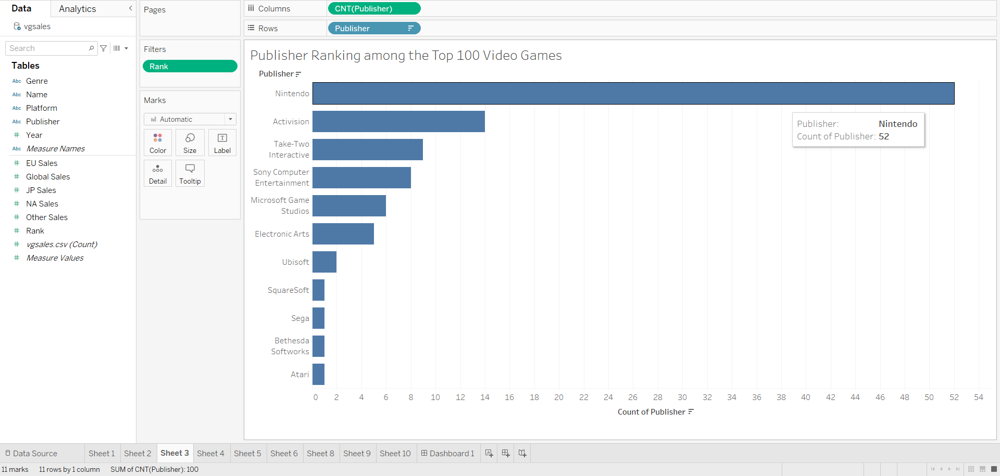 Data
Analytics
vgsales
Search
Tables
Abc Genre
Abc Name
Abc Platform
Abc Publisher
# Year
Abc Measure Names
# EU Sales
# Global Sales
# JP Sales
# NA Sales
# Other Sales
# Rank
# vgsales.csv (Count)
# Measure Values
Pages
Filters
Rank
Marks
Automatic
Color
Size
T
Label
Detail
Tooltip
Columns
CNT(Publisher)
Rows
Publisher
Publisher Ranking among the Top 100 Video Games
Publisher
Nintendo
Activision
Take-Two
Interactive
Sony Computer
Entertainment
Microsoft Game
Studios
Electronic Arts
Ubisoft
SquareSoft
Sega
Bethesda
Softworks
Atari
Publisher: Nintendo
Count of Publisher: 52
0 2 4 6 8 10 12 14 16 18 20 22 24 26 28 30 32 34 36 38 40 42 44 46 48 50 52 54
Count of Publisher
Data Source
Sheet 1
Sheet 2
Sheet 3
Sheet 4
Sheet 5
Sheet 6
Sheet 8
Sheet 9
Sheet 10
Dashboard 1
11 marks
11 rows by 1 column
SUM of CNT(Publisher): 100